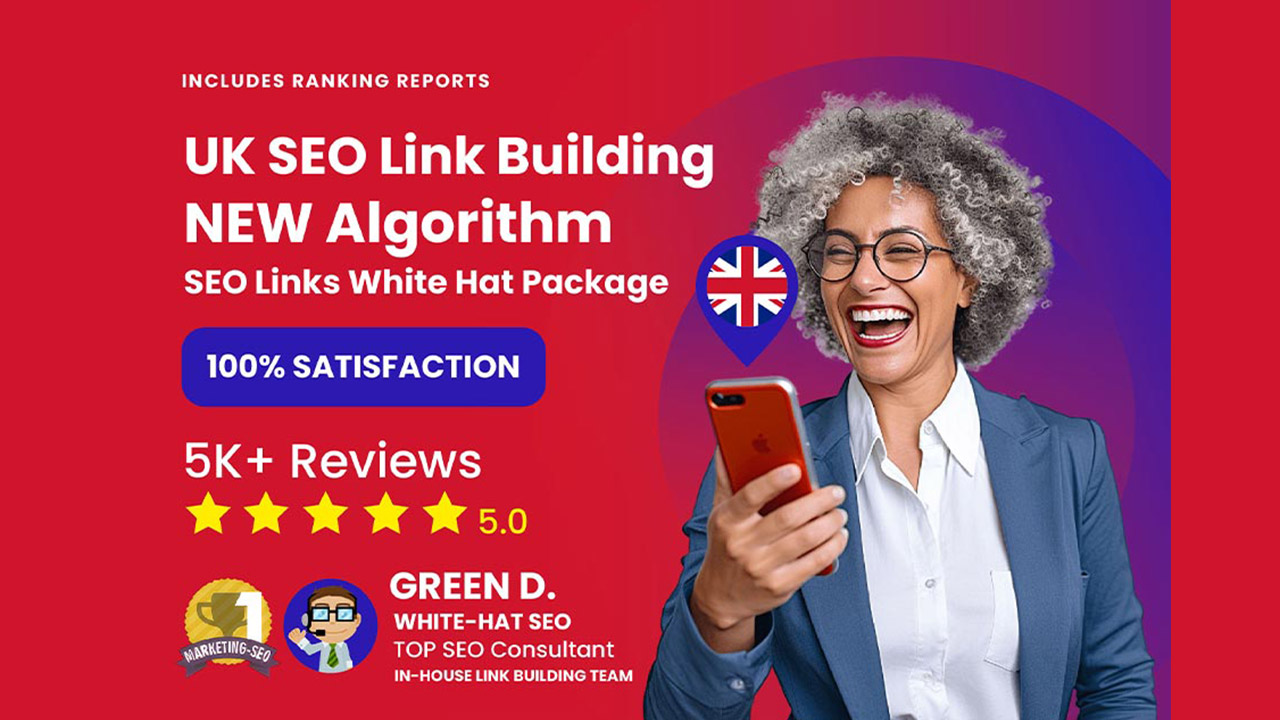 INCLUDES RANKING REPORTS
UK SEO Link Building
NEW Algorithm
SEO Links White Hat Package
100% SATISFACTION
5K+ Reviews
5.0
1
MARKETING-SEO
GREEN D.
WHITE-HAT SEO
TOP SEO Consultant
IN-HOUSE LINK BUILDING TEAM